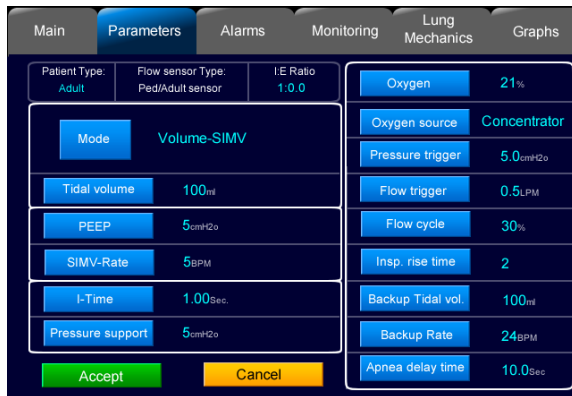 Main
Parameters
Alarms
Monitoring
Lung
Mechanics
Graphs
Patient Type:
Adult
Flow sensor Type:
Ped/Adult sensor
I:E Ratio
1:0.0
Mode
Volume-SIMV
Tidal volume
100ml
PEEP
5cmH2o
SIMV-Rate
5BPM
I-Time
1.00Sec.
Pressure support
5cmH2o
Accept
Cancel
Oxygen
21%
Oxygen source
Concentrator
Pressure trigger
5.0cmH2o
Flow trigger
0.5LPM
Flow cycle
30%
Insp. rise time
2
Backup Tidal vol.
100ml
Backup Rate
24BPM
Apnea delay time
10.0Sec